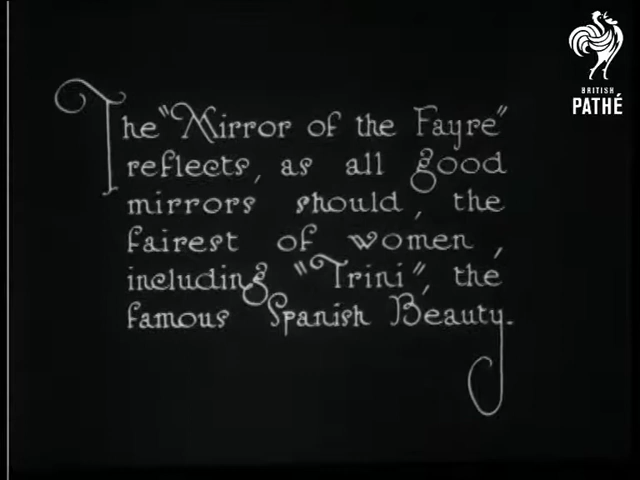 BRITISH
PATHÉ
The "Mirror of the Fayre"
reflects, as all good
mirrors should, the
fairest of women,
including "Trini", the
famous Spanish Beauty.